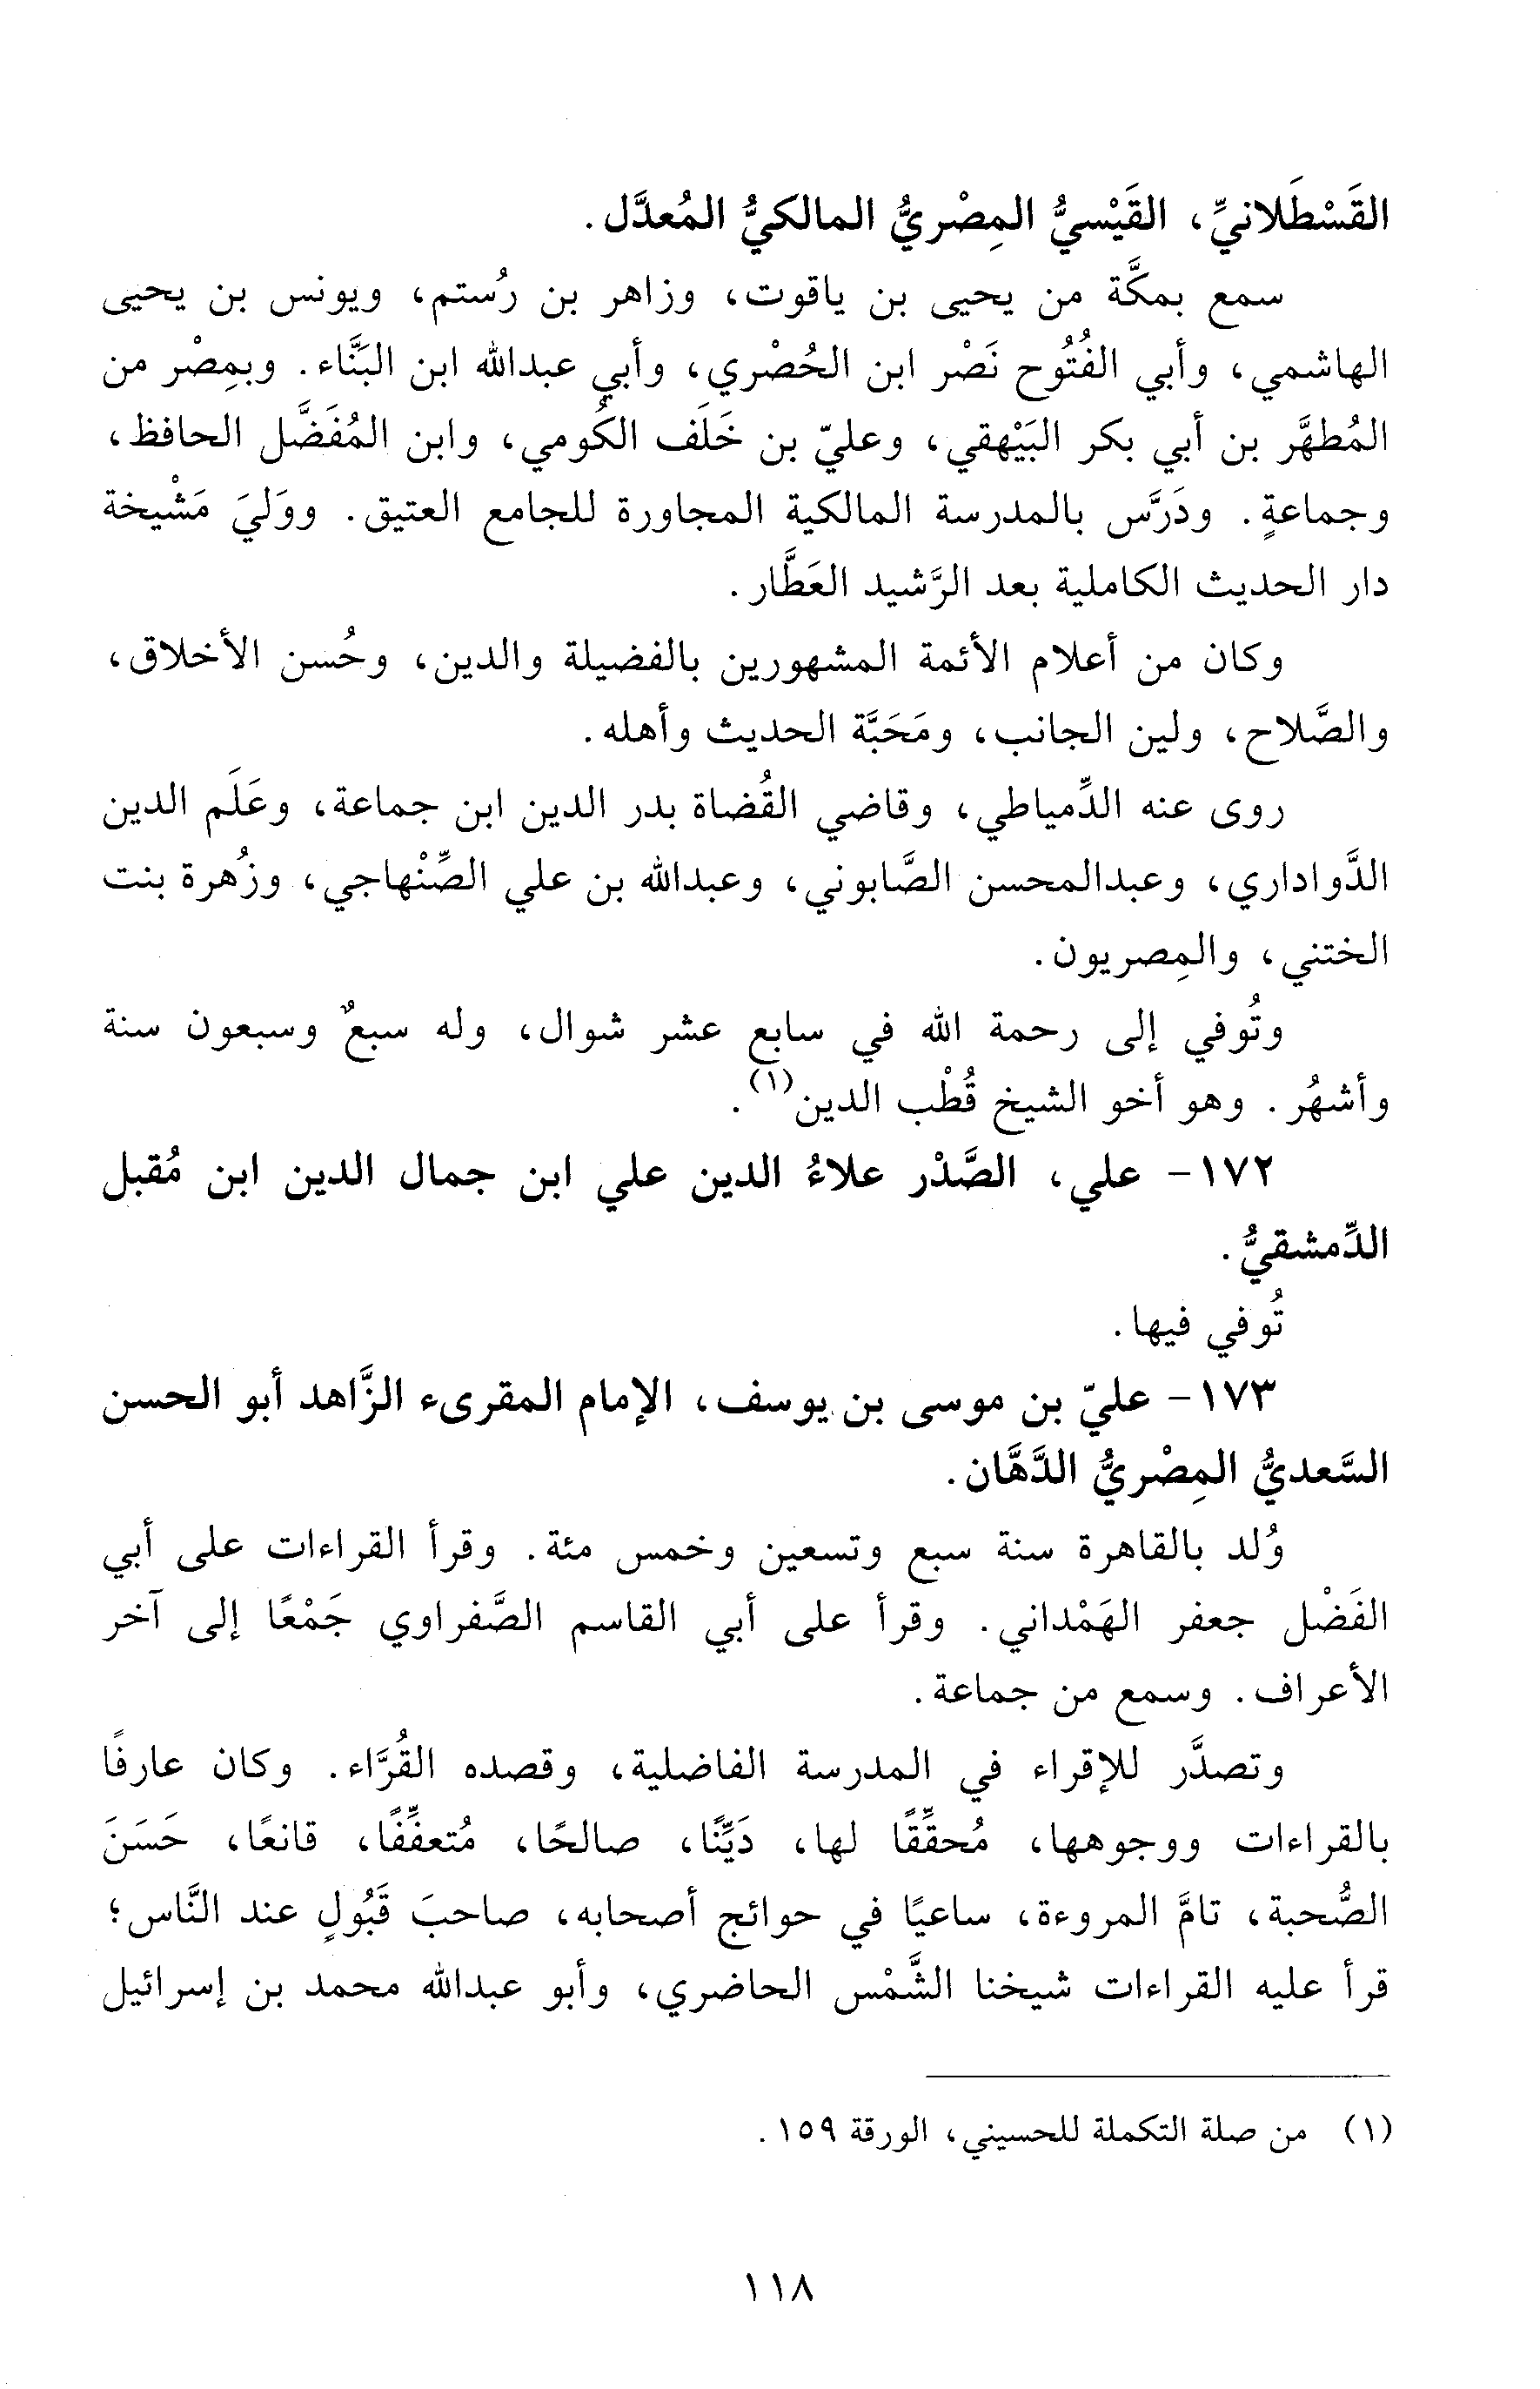 القَسْطَلانيِّ، القَيْسيُّ المِصْريُّ المالكيُّ المُعدَّل.
سمع بمكَّة من يحيى بن ياقوت، وزاهر بن رُستم، ويونس بن يحيى
الهاشمي، وأبي الفُتُوح نَصْر ابن الحُصْري، وأبي عبدالله ابن البَنَّاء. وبمِصْر من
المُطهَّر بن أبي بكر البَيْهقي، وعليّ بن خَلَف الكُومي، وابن المُفَضَّل الحافظ،
وجماعةٍ. ودَرَّس بالمدرسة المالكية المجاورة للجامع العتيق. ووَليَ مَشْيخة
دار الحديث الكاملية بعد الرَّشيد العَطَّار.
وكان من أعلام الأئمة المشهورين بالفضيلة والدين، وحُسن الأخلاق،
والصَّلاح، ولين الجانب، ومَحَبَّة الحديث وأهله.
روى عنه الدِّمياطي، وقاضي القُضاة بدر الدين ابن جماعة، وعَلَم الدين
الدَّواداري، وعبدالمحسن الصَّابوني، وعبدالله بن علي الصِّنْهاجي، وزُهرة بنت
الختني، والمِصريون.
وتُوفي إلى رحمة الله في سابع عشر شوال، وله سبعٌ وسبعون سنة
وأشهُر. وهو أخو الشيخ قُطْب الدين(١).
١٧٢- علي، الصَّدْر علاءُ الدين علي ابن جمال الدين ابن مُقبل
الدِّمشقيُّ.
تُوفي فيها.
١٧٣- عليّ بن موسى بن يوسف، الإمام المقرىء الزَّاهد أبو الحسن
السَّعديُّ المِصْريُّ الدَّهَّان.
وُلد بالقاهرة سنة سبع وتسعين وخمس مئة. وقرأ القراءات على أبي
الفَضْل جعفر الهَمْداني. وقرأ على أبي القاسم الصَّفراوي جَمْعًا إلى آخر
الأعراف. وسمع من جماعة.
وتصدَّر للإقراء في المدرسة الفاضلية، وقصده القُرَّاء. وكان عارفًا
بالقراءات ووجوهها، مُحقِّقًا لها، دَيِّنًا، صالحًا، مُتعفِّفًا، قانعًا، حَسَنَ
الصُّحبة، تامَّ المروءة، ساعيًا في حوائج أصحابه، صاحبَ قَبُولٍ عند النَّاس؛
قرأ عليه القراءات شيخنا الشَّمْس الحاضري، وأبو عبدالله محمد بن إسرائيل
(١) من صلة التكملة للحسيني، الورقة ١٥٩.
١١٨